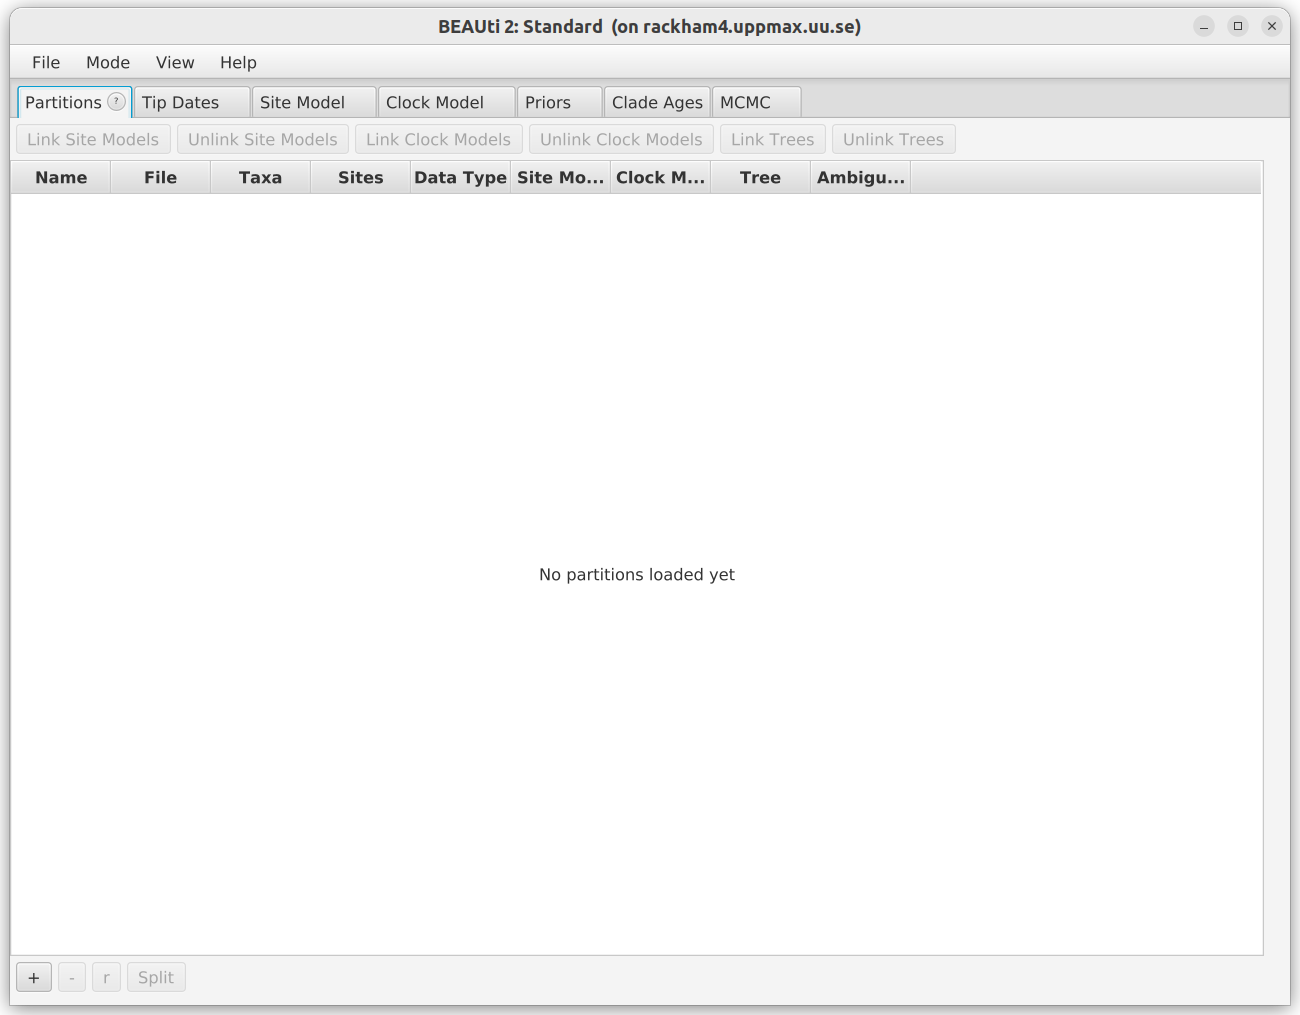 BEAUti 2: Standard (on rackham4.uppmax.uu.se)
File Mode View Help
Partitions ? Tip Dates Site Model Clock Model Priors Clade Ages MCMC
Link Site Models Unlink Site Models Link Clock Models Unlink Clock Models Link Trees Unlink Trees
Name File Taxa Sites Data Type Site Mo... Clock M... Tree Ambigu...
No partitions loaded yet
+ - r Split